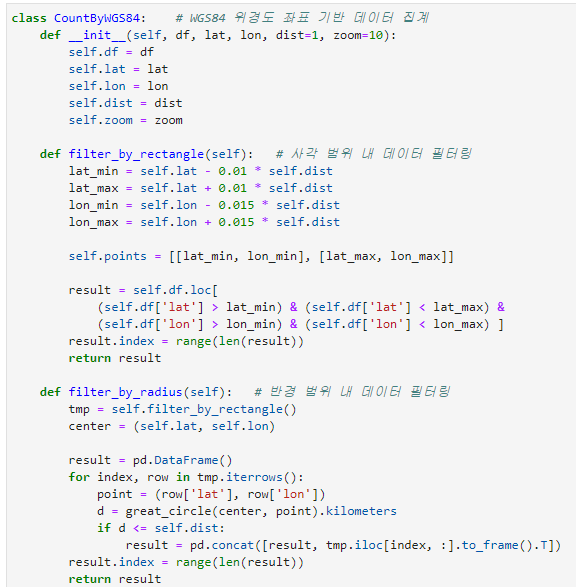 class CountByWGS84:    # WGS84 위경도 좌표 기반 데이터 집계
    def __init__(self, df, lat, lon, dist=1, zoom=10):
        self.df = df
        self.lat = lat
        self.lon = lon
        self.dist = dist
        self.zoom = zoom

    def filter_by_rectangle(self):   # 사각 범위 내 데이터 필터링
        lat_min = self.lat - 0.01 * self.dist
        lat_max = self.lat + 0.01 * self.dist
        lon_min = self.lon - 0.015 * self.dist
        lon_max = self.lon + 0.015 * self.dist

        self.points = [[lat_min, lon_min], [lat_max, lon_max]]

        result = self.df.loc[
            (self.df['lat'] > lat_min) & (self.df['lat'] < lat_max) &
            (self.df['lon'] > lon_min) & (self.df['lon'] < lon_max) ]
        result.index = range(len(result))
        return result

    def filter_by_radius(self):   # 반경 범위 내 데이터 필터링
        tmp = self.filter_by_rectangle()
        center = (self.lat, self.lon)

        result = pd.DataFrame()
        for index, row in tmp.iterrows():
            point = (row['lat'], row['lon'])
            d = great_circle(center, point).kilometers
            if d <= self.dist:
                result = pd.concat([result, tmp.iloc[index, :].to_frame().T])
        result.index = range(len(result))
        return result